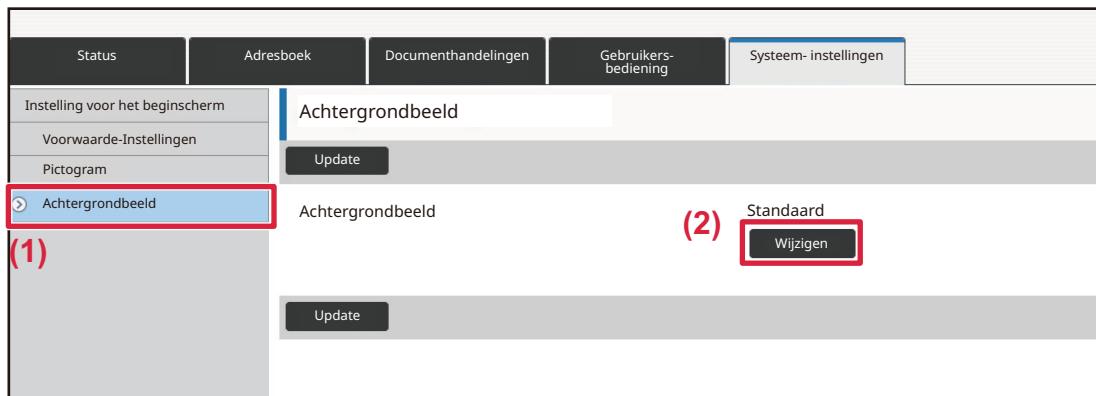 Status
Adresboek
Documenthandelingen
Gebruikers-
bediening
Systeem- instellingen
Instelling voor het beginscherm
Voorwaarde-Instellingen
Pictogram
Achtergrondbeeld
(1)
Achtergrondbeeld
Update
Achtergrondbeeld
Standaard
(2)
Wijzigen
Update